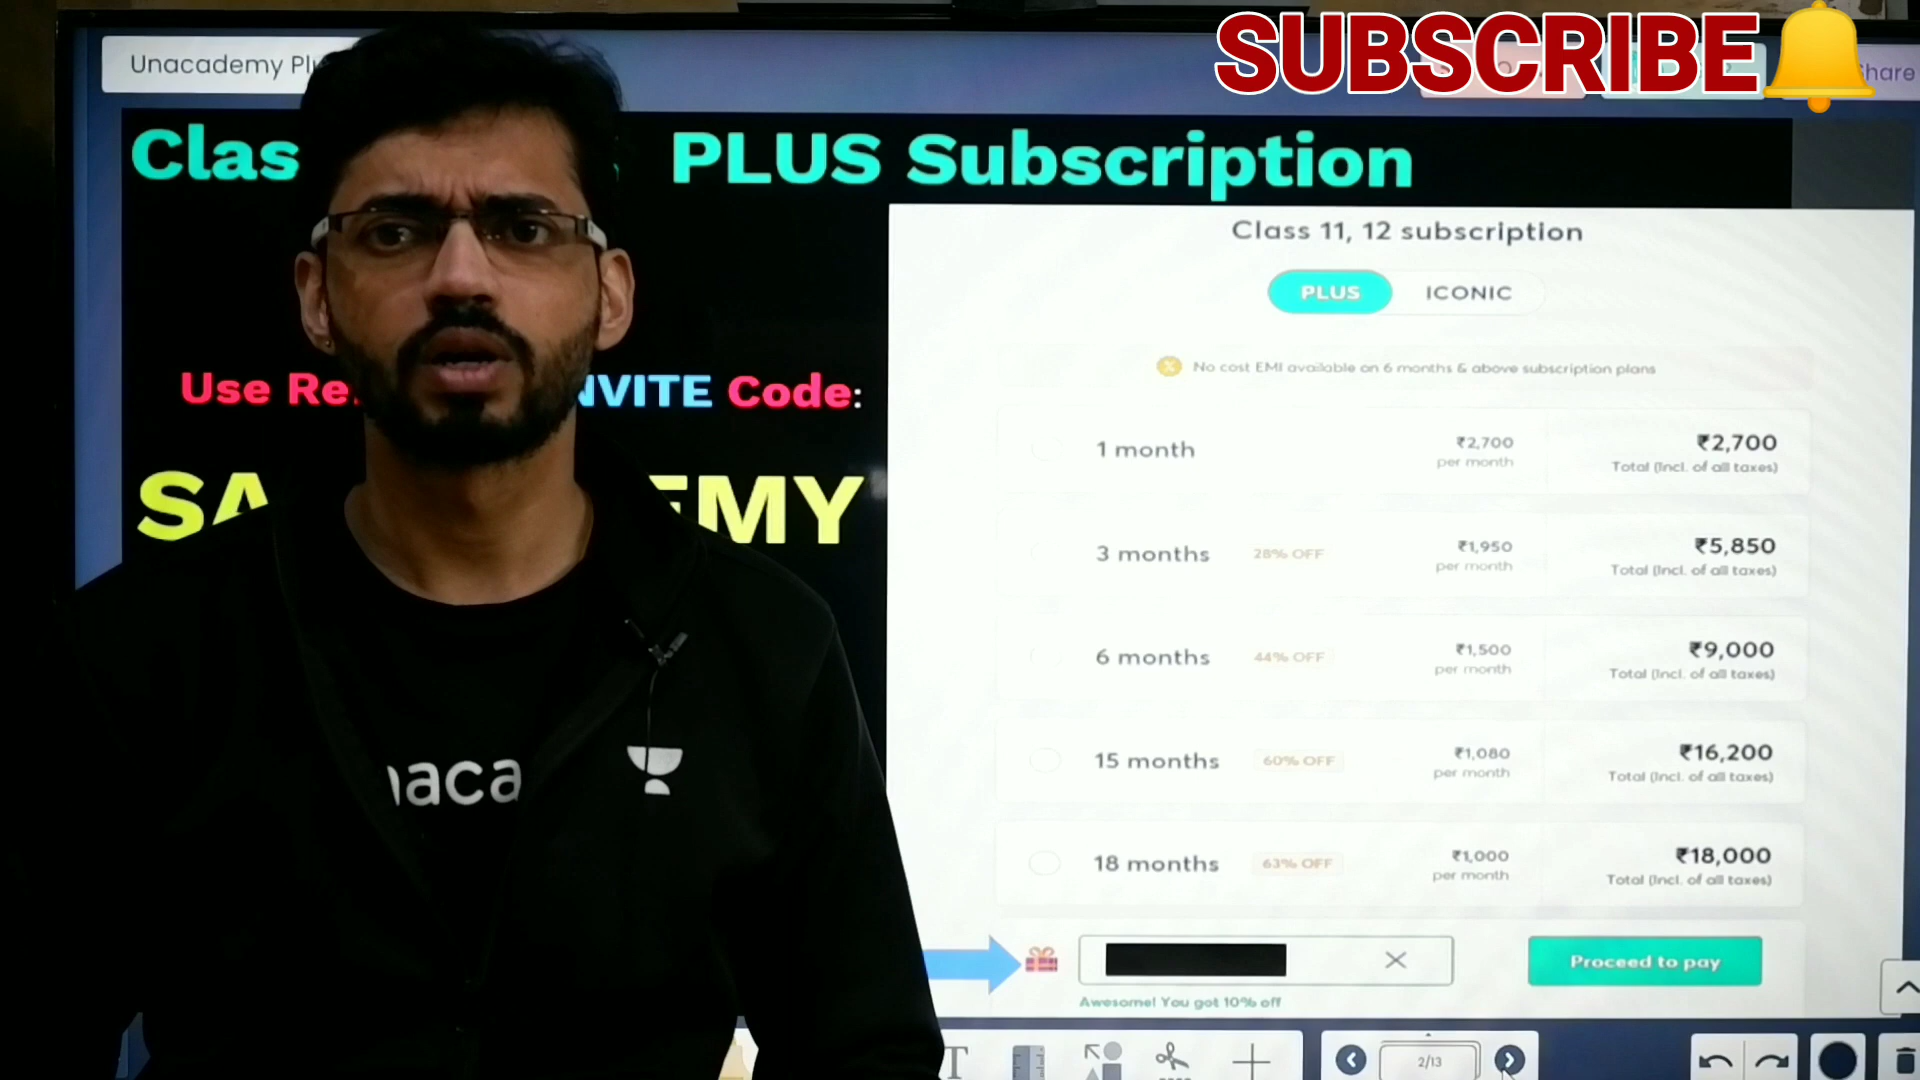 SUBSCRIBE
Unacademy Plu
Share
Clas PLUS Subscription
Class 11, 12 subscription
PLUS ICONIC
No cost EMI available on 6 months & above subscription plans
Use Re NVITE Code:
SA EMY
1 month ₹2,700 per month ₹2,700 Total (Incl. of all taxes)
3 months 28% OFF ₹1,950 per month ₹5,850 Total (Incl. of all taxes)
6 months 44% OFF ₹1,500 per month ₹9,000 Total (Incl. of all taxes)
15 months 60% OFF ₹1,080 per month ₹16,200 Total (Incl. of all taxes)
18 months 63% OFF ₹1,000 per month ₹18,000 Total (Incl. of all taxes)
naca
Proceed to pay
Awesome! You got 10% off
T
2/13